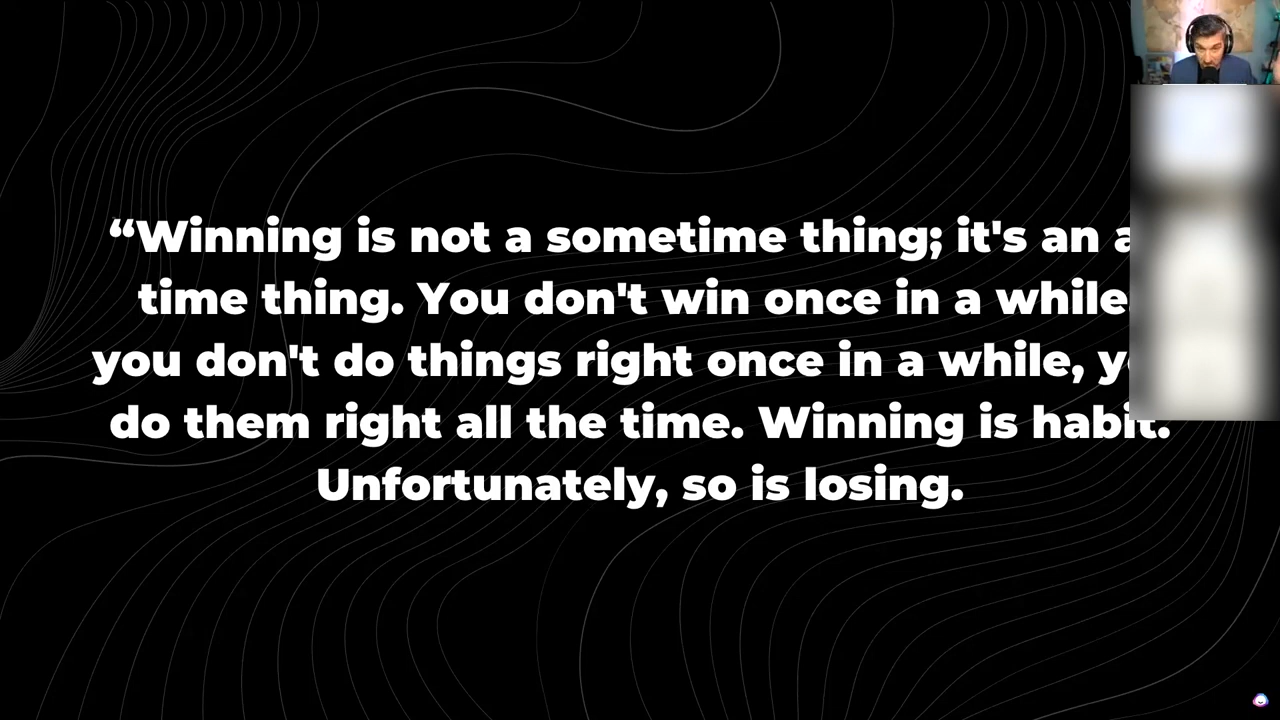 “Winning is not a sometime thing; it's an
time thing. You don't win once in a while
you don't do things right once in a while,
do them right all the time. Winning is habit.
Unfortunately, so is losing.